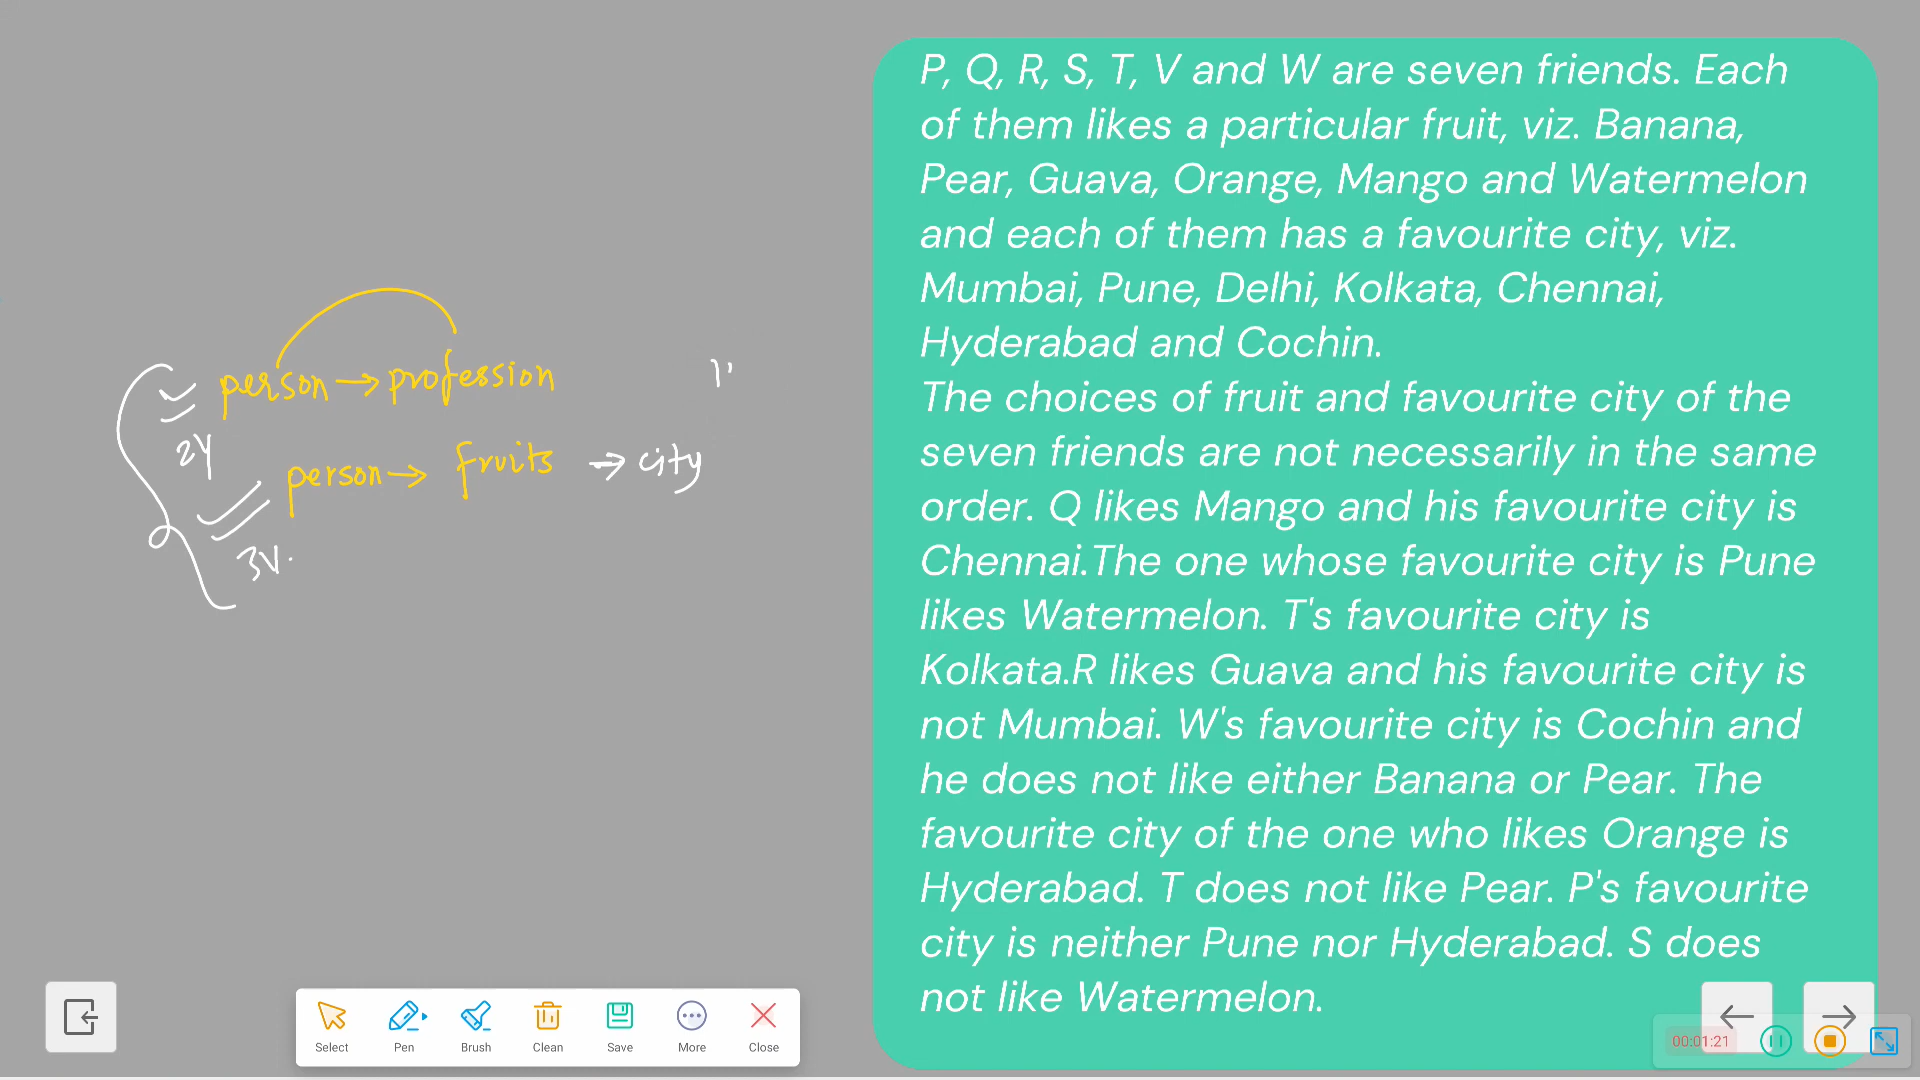 P, Q, R, S, T, V and W are seven friends. Each
of them likes a particular fruit, viz. Banana,
Pear, Guava, Orange, Mango and Watermelon
and each of them has a favourite city, viz.
Mumbai, Pune, Delhi, Kolkata, Chennai,
Hyderabad and Cochin.
The choices of fruit and favourite city of the
seven friends are not necessarily in the same
order. Q likes Mango and his favourite city is
Chennai.The one whose favourite city is Pune
likes Watermelon. T's favourite city is
Kolkata.R likes Guava and his favourite city is
not Mumbai. W's favourite city is Cochin and
he does not like either Banana or Pear. The
favourite city of the one who likes Orange is
Hyderabad. T does not like Pear. P's favourite
city is neither Pune nor Hyderabad. S does
not like Watermelon.
person → profession
person → fruits → city
3V.
Select Pen Brush Clean Save More Close
00:01:21